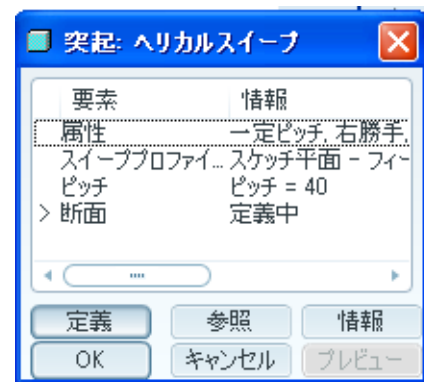 突起: ヘリカルスイープ
要素 情報
属性 一定ピッチ, 右勝手,
スイーププロファイ... スケッチ平面 - フィー
ピッチ ピッチ = 40
> 断面 定義中
定義 参照 情報
OK キャンセル プレビュー